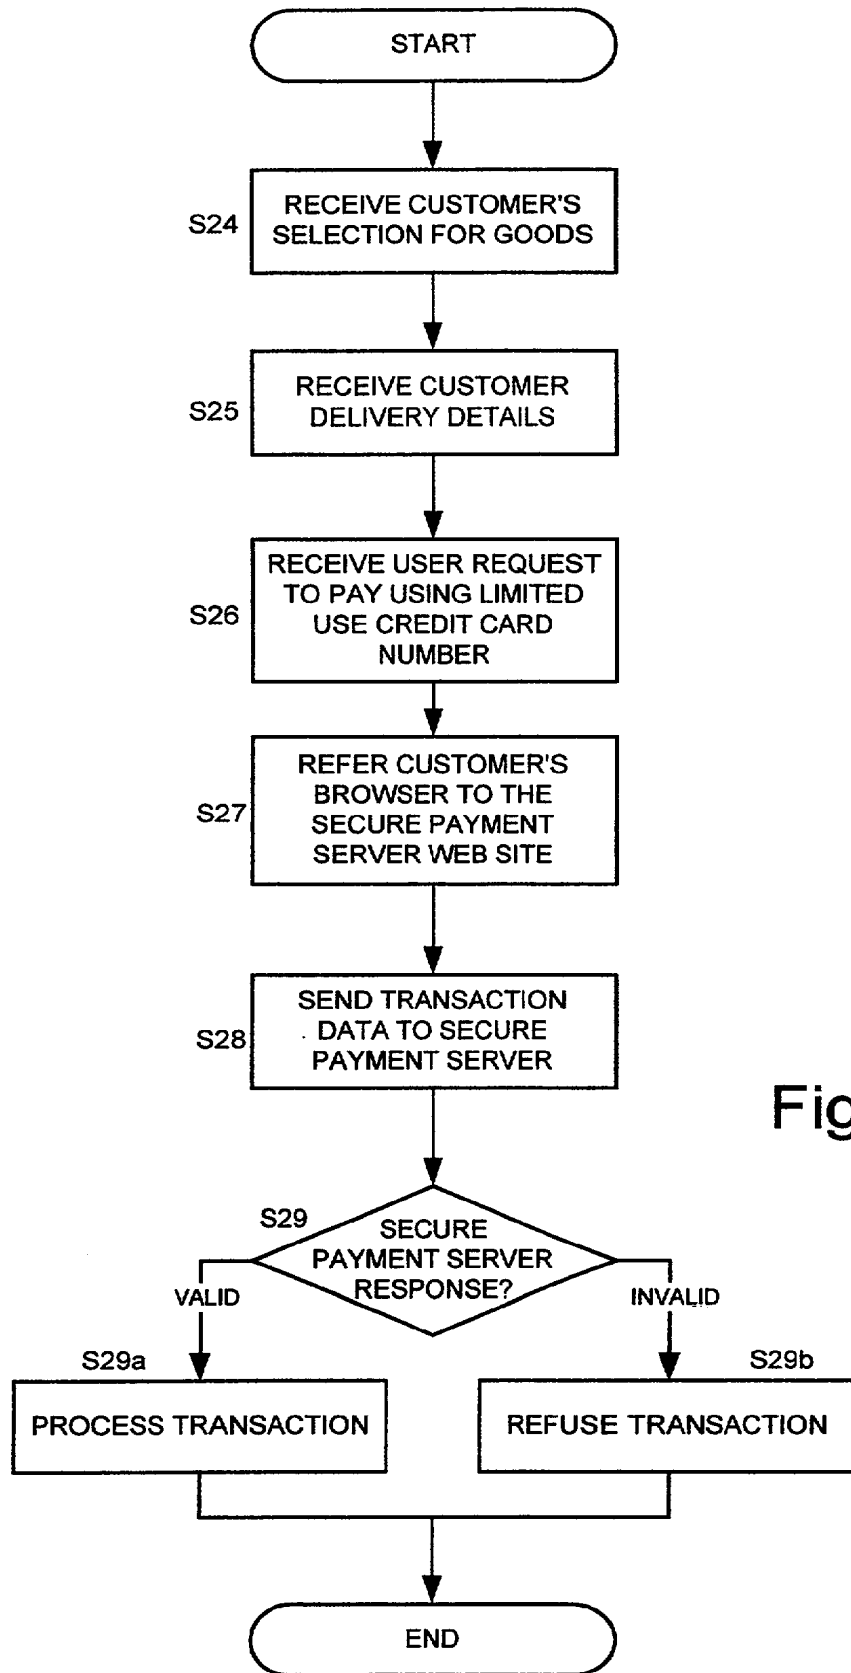 START
S24
RECEIVE CUSTOMER'S
SELECTION FOR GOODS
S25
RECEIVE CUSTOMER
DELIVERY DETAILS
S26
RECEIVE USER REQUEST
TO PAY USING LIMITED
USE CREDIT CARD
NUMBER
S27
REFER CUSTOMER'S
BROWSER TO THE
SECURE PAYMENT
SERVER WEB SITE
S28
SEND TRANSACTION
DATA TO SECURE
PAYMENT SERVER
Fig
S29
SECURE
PAYMENT SERVER
RESPONSE?
VALID
INVALID
S29a
S29b
PROCESS TRANSACTION
REFUSE TRANSACTION
END